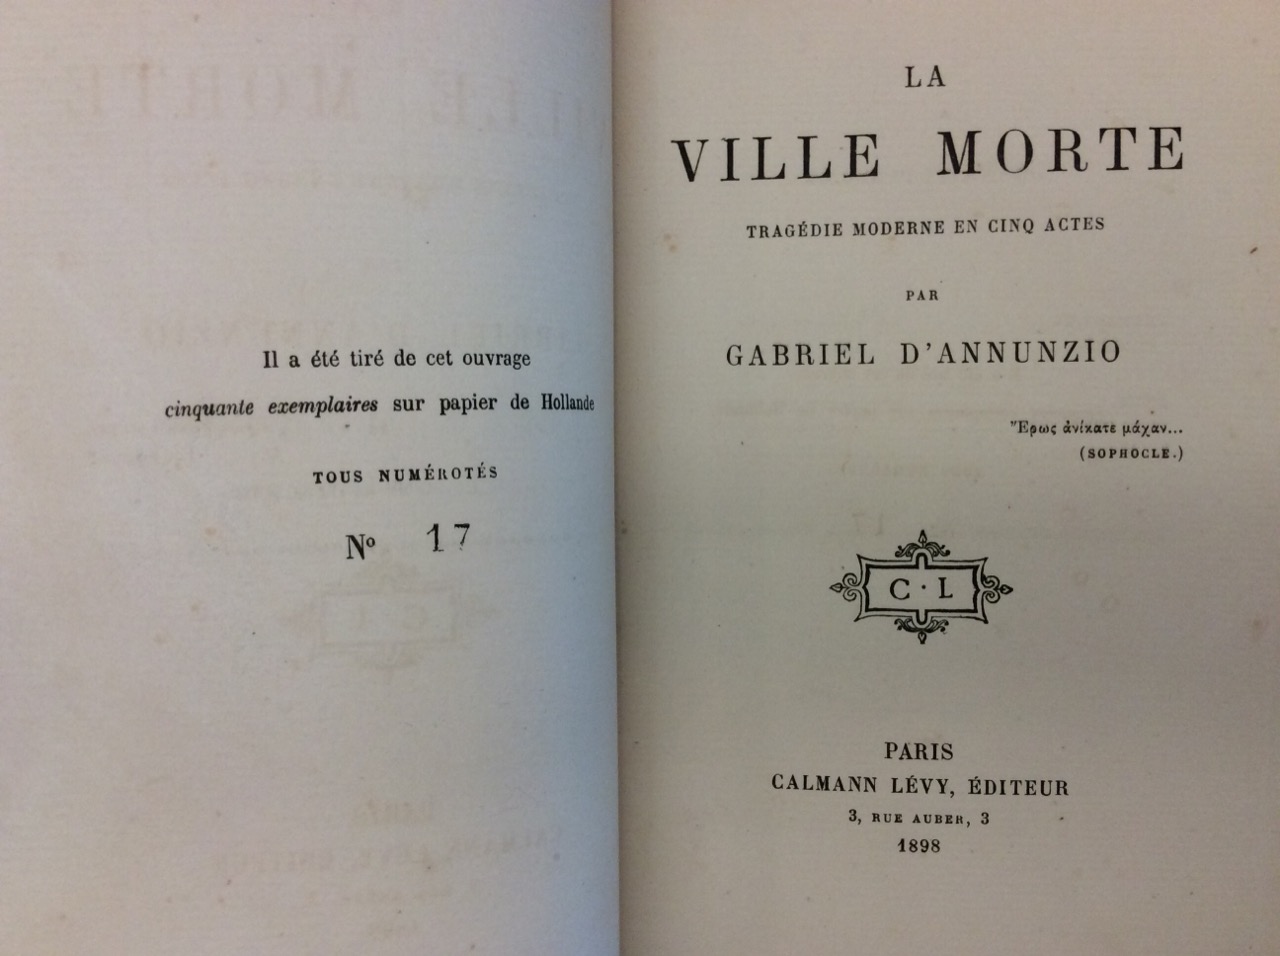 Il a été tiré de cet ouvrage
cinquante exemplaires sur papier de Hollande
TOUS NUMÉROTÉS
Nº 17
LA
VILLE MORTE
TRAGÉDIE MODERNE EN CINQ ACTES
PAR
GABRIEL D'ANNUNZIO
Ἔρως ἀνίκατε μάχαν...
(SOPHOCLE.)
C · L
PARIS
CALMANN LÉVY, ÉDITEUR
3, RUE AUBER, 3
1898